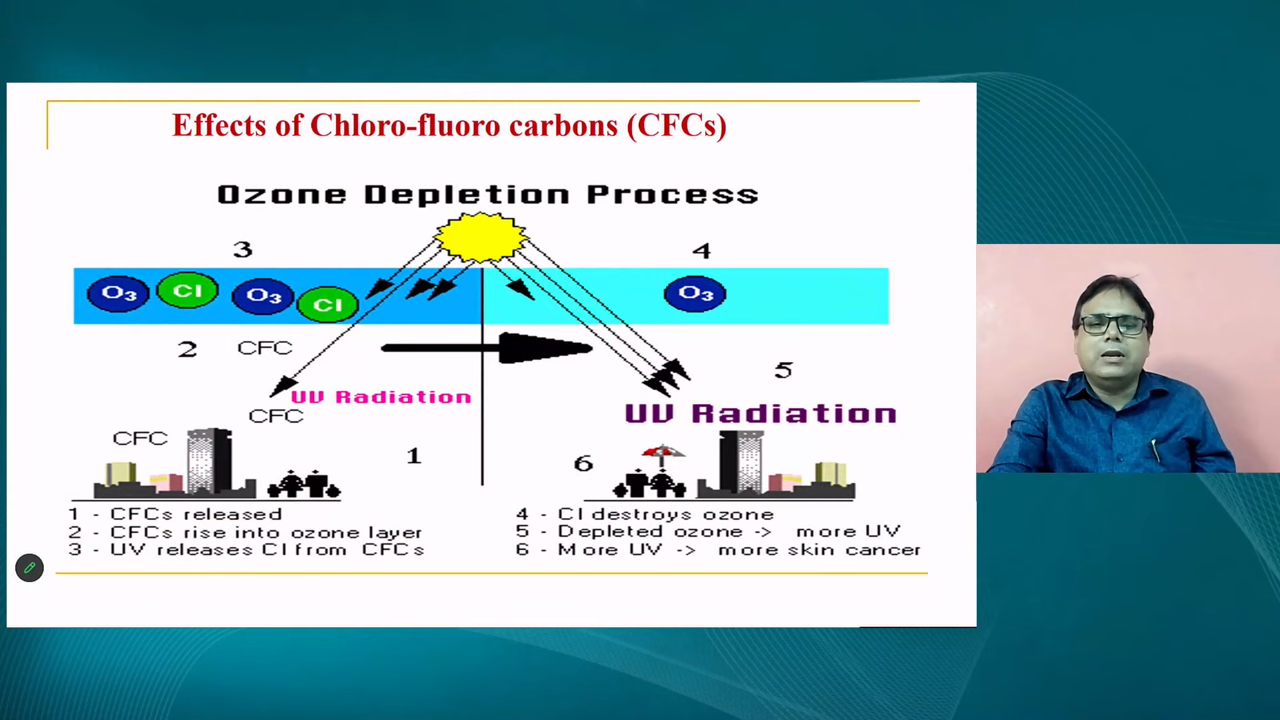 Effects of Chloro-fluoro carbons (CFCs)
Ozone Depletion Process
3
4
O3 Cl O3 Cl
O3
2 CFC
5
UV Radiation
UV Radiation
CFC
CFC
1
6
1 - CFCs released
2 - CFCs rise into ozone layer
3 - UV releases Cl from CFCs
4 - Cl destroys ozone
5 - Depleted ozone -> more UV
6 - More UV -> more skin cancer